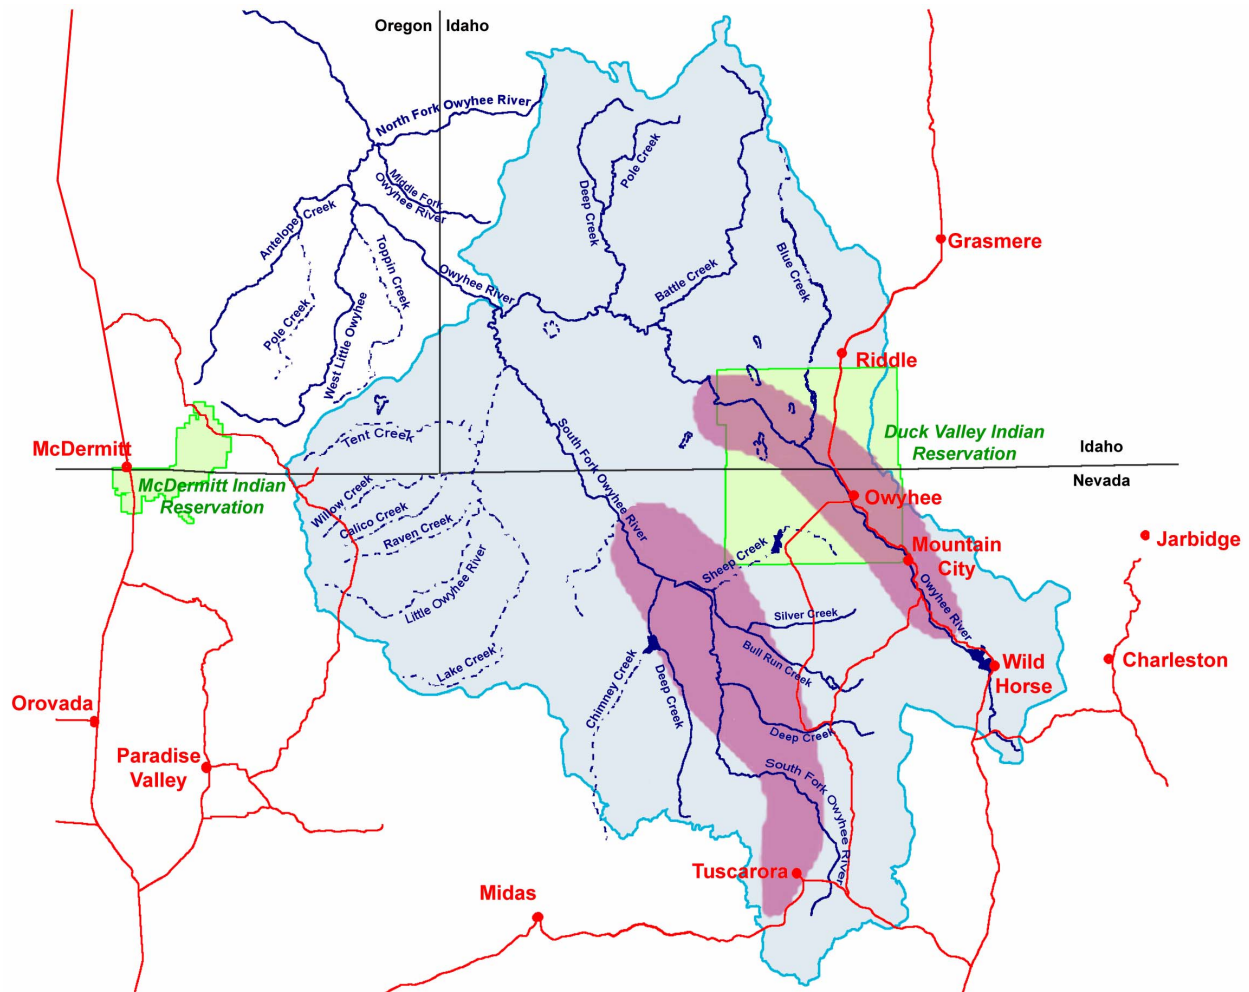 Oregon
Idaho
North Fork Owyhee River
Middle Fork
Owyhee River
Antelope Creek
Pole Creek
Deep Creek
Toppin Creek
Owyhee River
Battle Creek
Blue Creek
Grasmere
Pole Creek
West Little Owyhee
Riddle
Tent Creek
South Fork Owyhee River
Duck Valley Indian
Reservation
Idaho
Nevada
McDermitt
McDermitt Indian
Reservation
Willow Creek
Calico Creek
Raven Creek
Owyhee
Mountain
City
Jarbidge
Sheep Creek
Little Owyhee River
Owyhee River
Silver Creek
Bull Run Creek
Lake Creek
Chimney Creek
Deep Creek
Wild
Horse
Charleston
Orovada
Deep Creek
Paradise
Valley
South Fork Owyhee River
Tuscarora
Midas